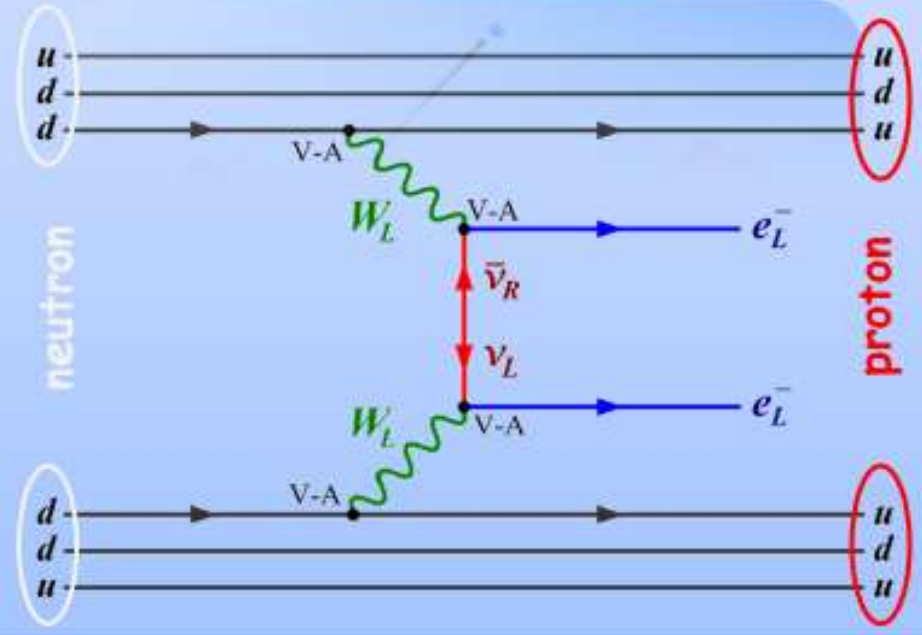 u u
d d
d u
V-A
W_L V-A e_L^-
ν̄_R
neutron proton
ν_L
W_L V-A e_L^-
V-A
d u
d d
u u